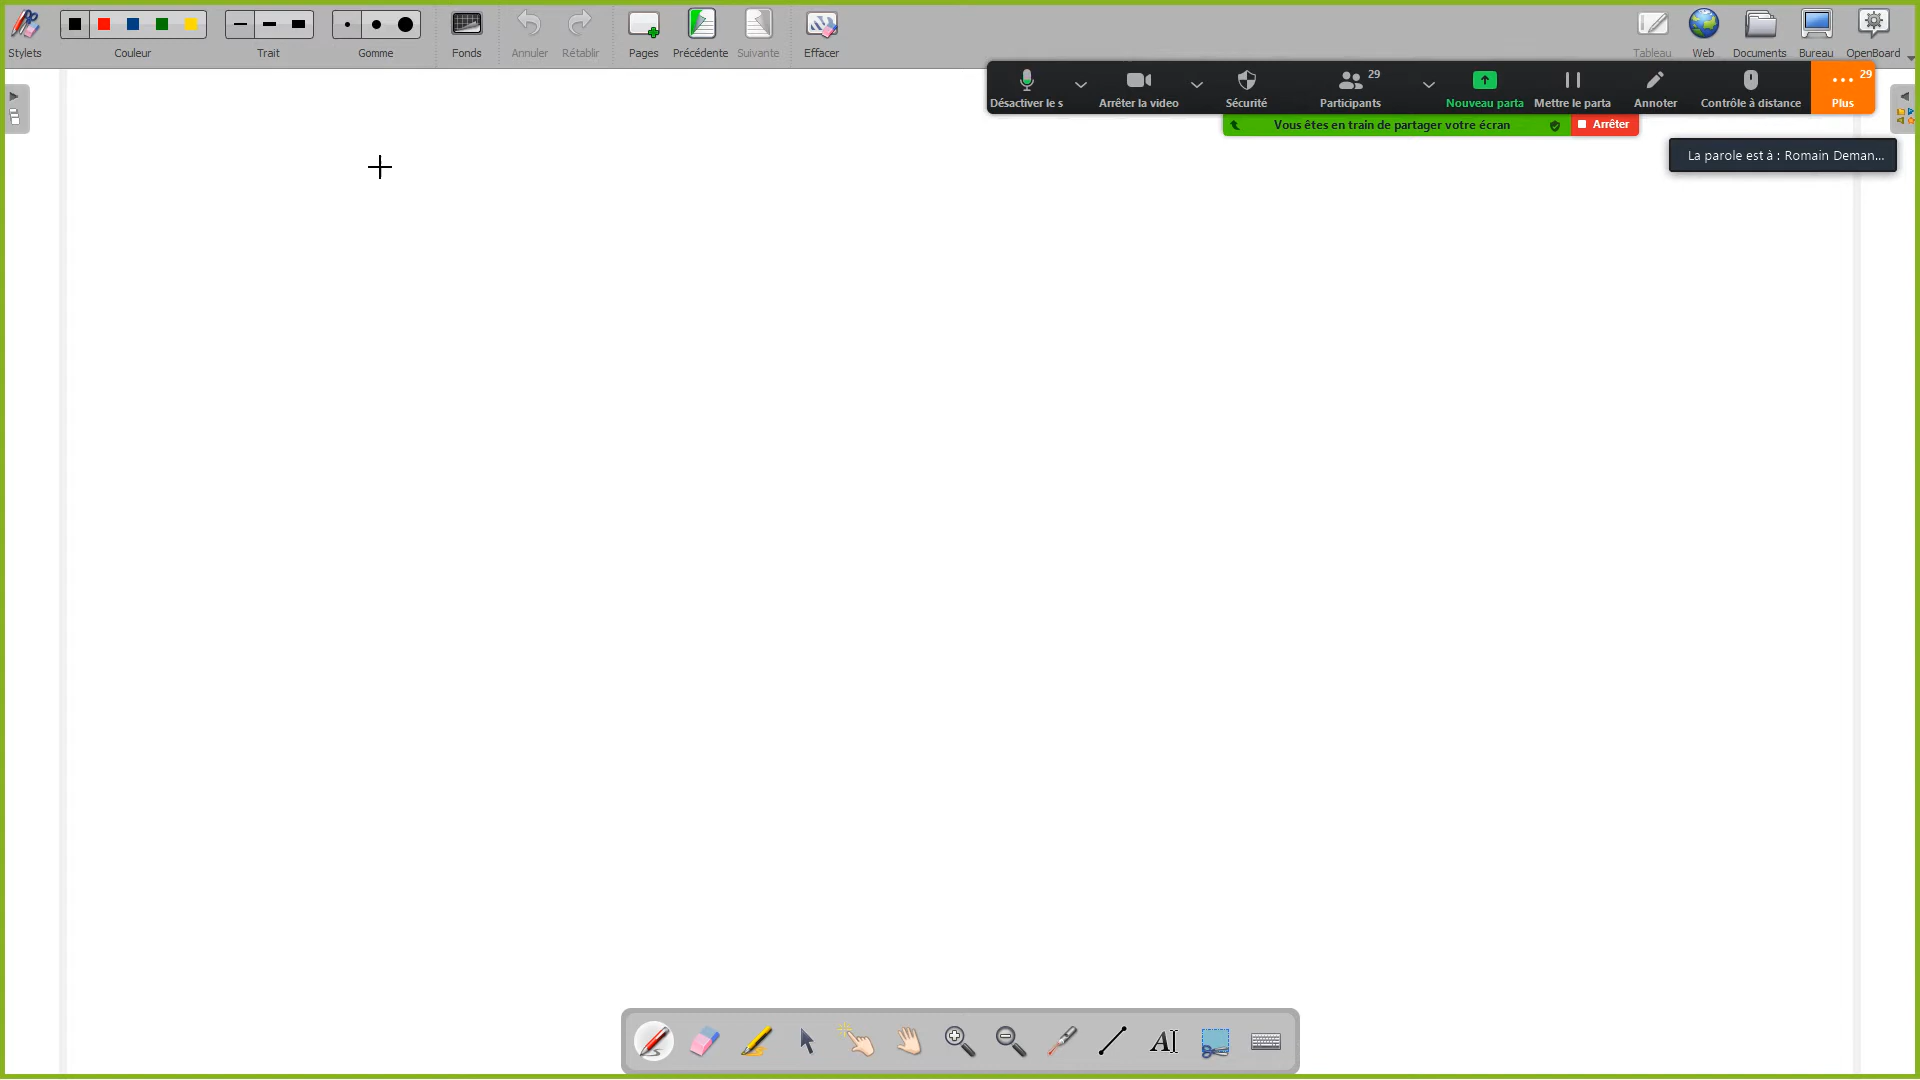 Stylets
Couleur
Trait
Gomme
Fonds
Annuler
Rétablir
Pages
Précédente
Suivante
Effacer
Tableau
Web
Documents
Bureau
OpenBoard
Désactiver le s
Arrêter la video
Sécurité
29
Participants
Nouveau parta
Mettre le parta
Annoter
Contrôle à distance
29
Plus
Vous êtes en train de partager votre écran
Arrêter
La parole est à : Romain Deman...
AI